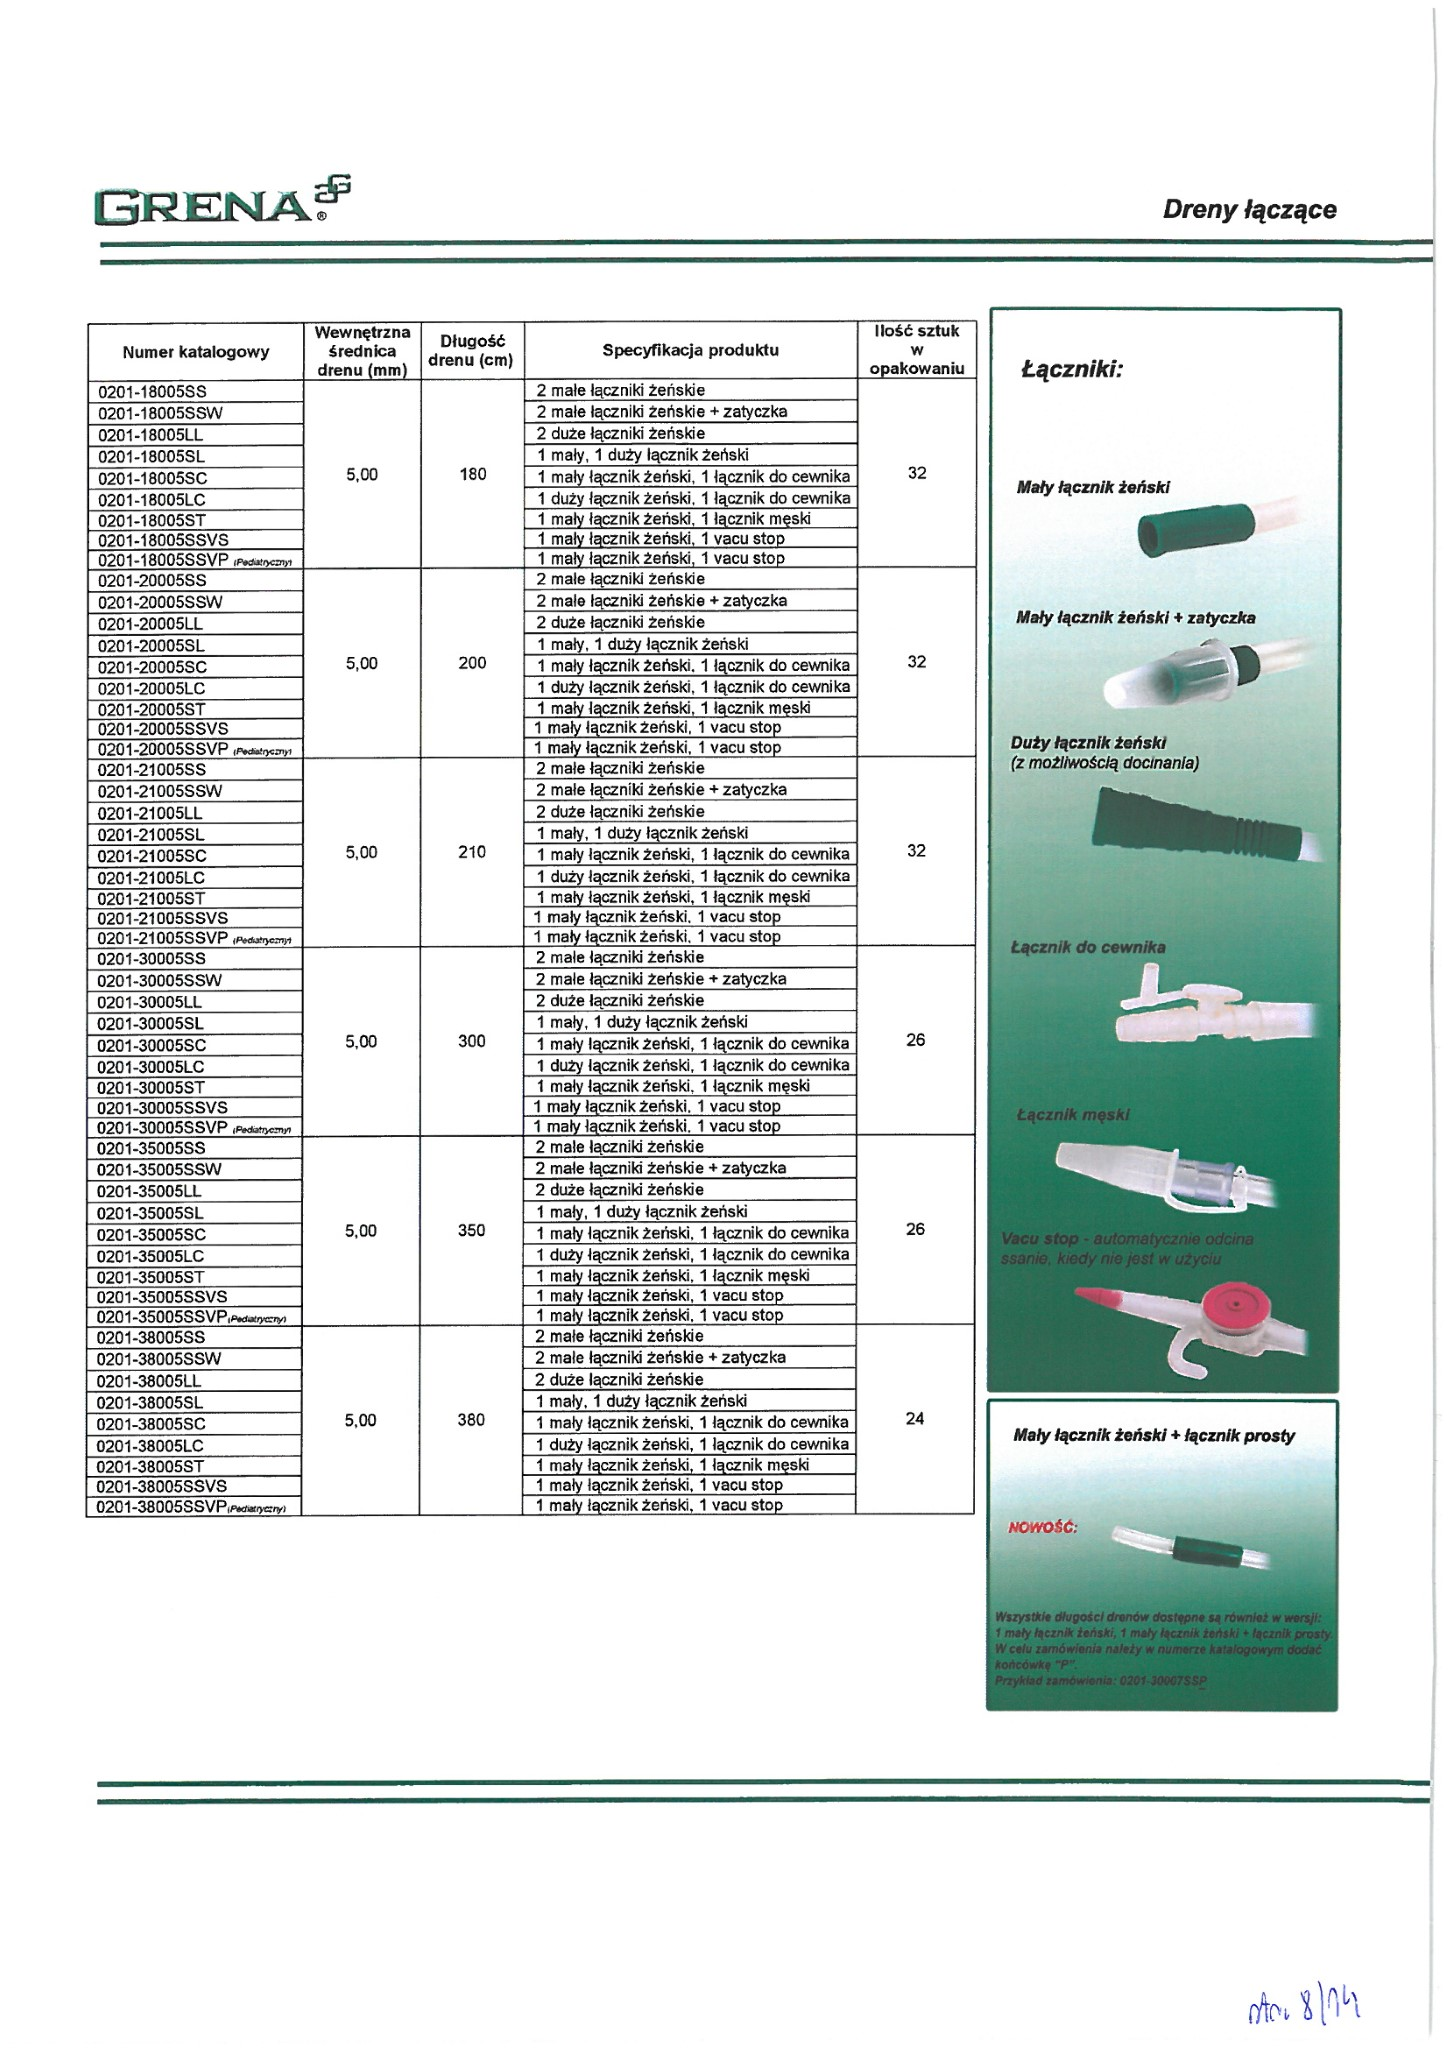 GRENA ®
Dreny łączące
Numer katalogowy
Wewnętrzna średnica drenu (mm)
Długość drenu (cm)
Specyfikacja produktu
Ilość sztuk w opakowaniu
0201-18005SS 2 małe łączniki żeńskie
0201-18005SSW 2 małe łączniki żeńskie + zatyczka
0201-18005LL 2 duże łączniki żeńskie
0201-18005SL 1 mały, 1 duży łącznik żeński
0201-18005SC 5,00 180 1 mały łącznik żeński, 1 łącznik do cewnika 32
0201-18005LC 1 duży łącznik żeński, 1 łącznik do cewnika
0201-18005ST 1 mały łącznik żeński, 1 łącznik męski
0201-18005SSVS 1 mały łącznik żeński, 1 vacu stop
0201-18005SSVP (Pediatryczny) 1 mały łącznik żeński, 1 vacu stop
0201-20005SS 2 małe łączniki żeńskie
0201-20005SSW 2 małe łączniki żeńskie + zatyczka
0201-20005LL 2 duże łączniki żeńskie
0201-20005SL 1 mały, 1 duży łącznik żeński
0201-20005SC 5,00 200 1 mały łącznik żeński, 1 łącznik do cewnika 32
0201-20005LC 1 duży łącznik żeński, 1 łącznik do cewnika
0201-20005ST 1 mały łącznik żeński, 1 łącznik męski
0201-20005SSVS 1 mały łącznik żeński, 1 vacu stop
0201-20005SSVP (Pediatryczny) 1 mały łącznik żeński, 1 vacu stop
0201-21005SS 2 małe łączniki żeńskie
0201-21005SSW 2 małe łączniki żeńskie + zatyczka
0201-21005LL 2 duże łączniki żeńskie
0201-21005SL 1 mały, 1 duży łącznik żeński
0201-21005SC 5,00 210 1 mały łącznik żeński, 1 łącznik do cewnika 32
0201-21005LC 1 duży łącznik żeński, 1 łącznik do cewnika
0201-21005ST 1 mały łącznik żeński, 1 łącznik męski
0201-21005SSVS 1 mały łącznik żeński, 1 vacu stop
0201-21005SSVP (Pediatryczny) 1 mały łącznik żeński, 1 vacu stop
0201-30005SS 2 małe łączniki żeńskie
0201-30005SSW 2 małe łączniki żeńskie + zatyczka
0201-30005LL 2 duże łączniki żeńskie
0201-30005SL 1 mały, 1 duży łącznik żeński
0201-30005SC 5,00 300 1 mały łącznik żeński, 1 łącznik do cewnika 26
0201-30005LC 1 duży łącznik żeński, 1 łącznik do cewnika
0201-30005ST 1 mały łącznik żeński, 1 łącznik męski
0201-30005SSVS 1 mały łącznik żeński, 1 vacu stop
0201-30005SSVP (Pediatryczny) 1 mały łącznik żeński, 1 vacu stop
0201-35005SS 2 małe łączniki żeńskie
0201-35005SSW 2 małe łączniki żeńskie + zatyczka
0201-35005LL 2 duże łączniki żeńskie
0201-35005SL 1 mały, 1 duży łącznik żeński
0201-35005SC 5,00 350 1 mały łącznik żeński, 1 łącznik do cewnika 26
0201-35005LC 1 duży łącznik żeński, 1 łącznik do cewnika
0201-35005ST 1 mały łącznik żeński, 1 łącznik męski
0201-35005SSVS 1 mały łącznik żeński, 1 vacu stop
0201-35005SSVP (Pediatryczny) 1 mały łącznik żeński, 1 vacu stop
0201-38005SS 2 małe łączniki żeńskie
0201-38005SSW 2 małe łączniki żeńskie + zatyczka
0201-38005LL 2 duże łączniki żeńskie
0201-38005SL 1 mały, 1 duży łącznik żeński
0201-38005SC 5,00 380 1 mały łącznik żeński, 1 łącznik do cewnika 24
0201-38005LC 1 duży łącznik żeński, 1 łącznik do cewnika
0201-38005ST 1 mały łącznik żeński, 1 łącznik męski
0201-38005SSVS 1 mały łącznik żeński, 1 vacu stop
0201-38005SSVP (Pediatryczny) 1 mały łącznik żeński, 1 vacu stop
Łączniki:
Mały łącznik żeński
Mały łącznik żeński + zatyczka
Duży łącznik żeński
(z możliwością docinania)
Łącznik do cewnika
Łącznik męski
Vacu stop - automatycznie odcina
ssanie, kiedy nie jest w użyciu
Mały łącznik żeński + łącznik prosty
NOWOŚĆ:
Wszystkie długości drenów dostępne są również w wersji:
1 mały łącznik żeński, 1 mały łącznik żeński + łącznik prosty.
W celu zamówienia należy w numerze katalogowym dodać
końcówkę "P".
Przykład zamówienia: 0201-30007SSP
str. 8/14